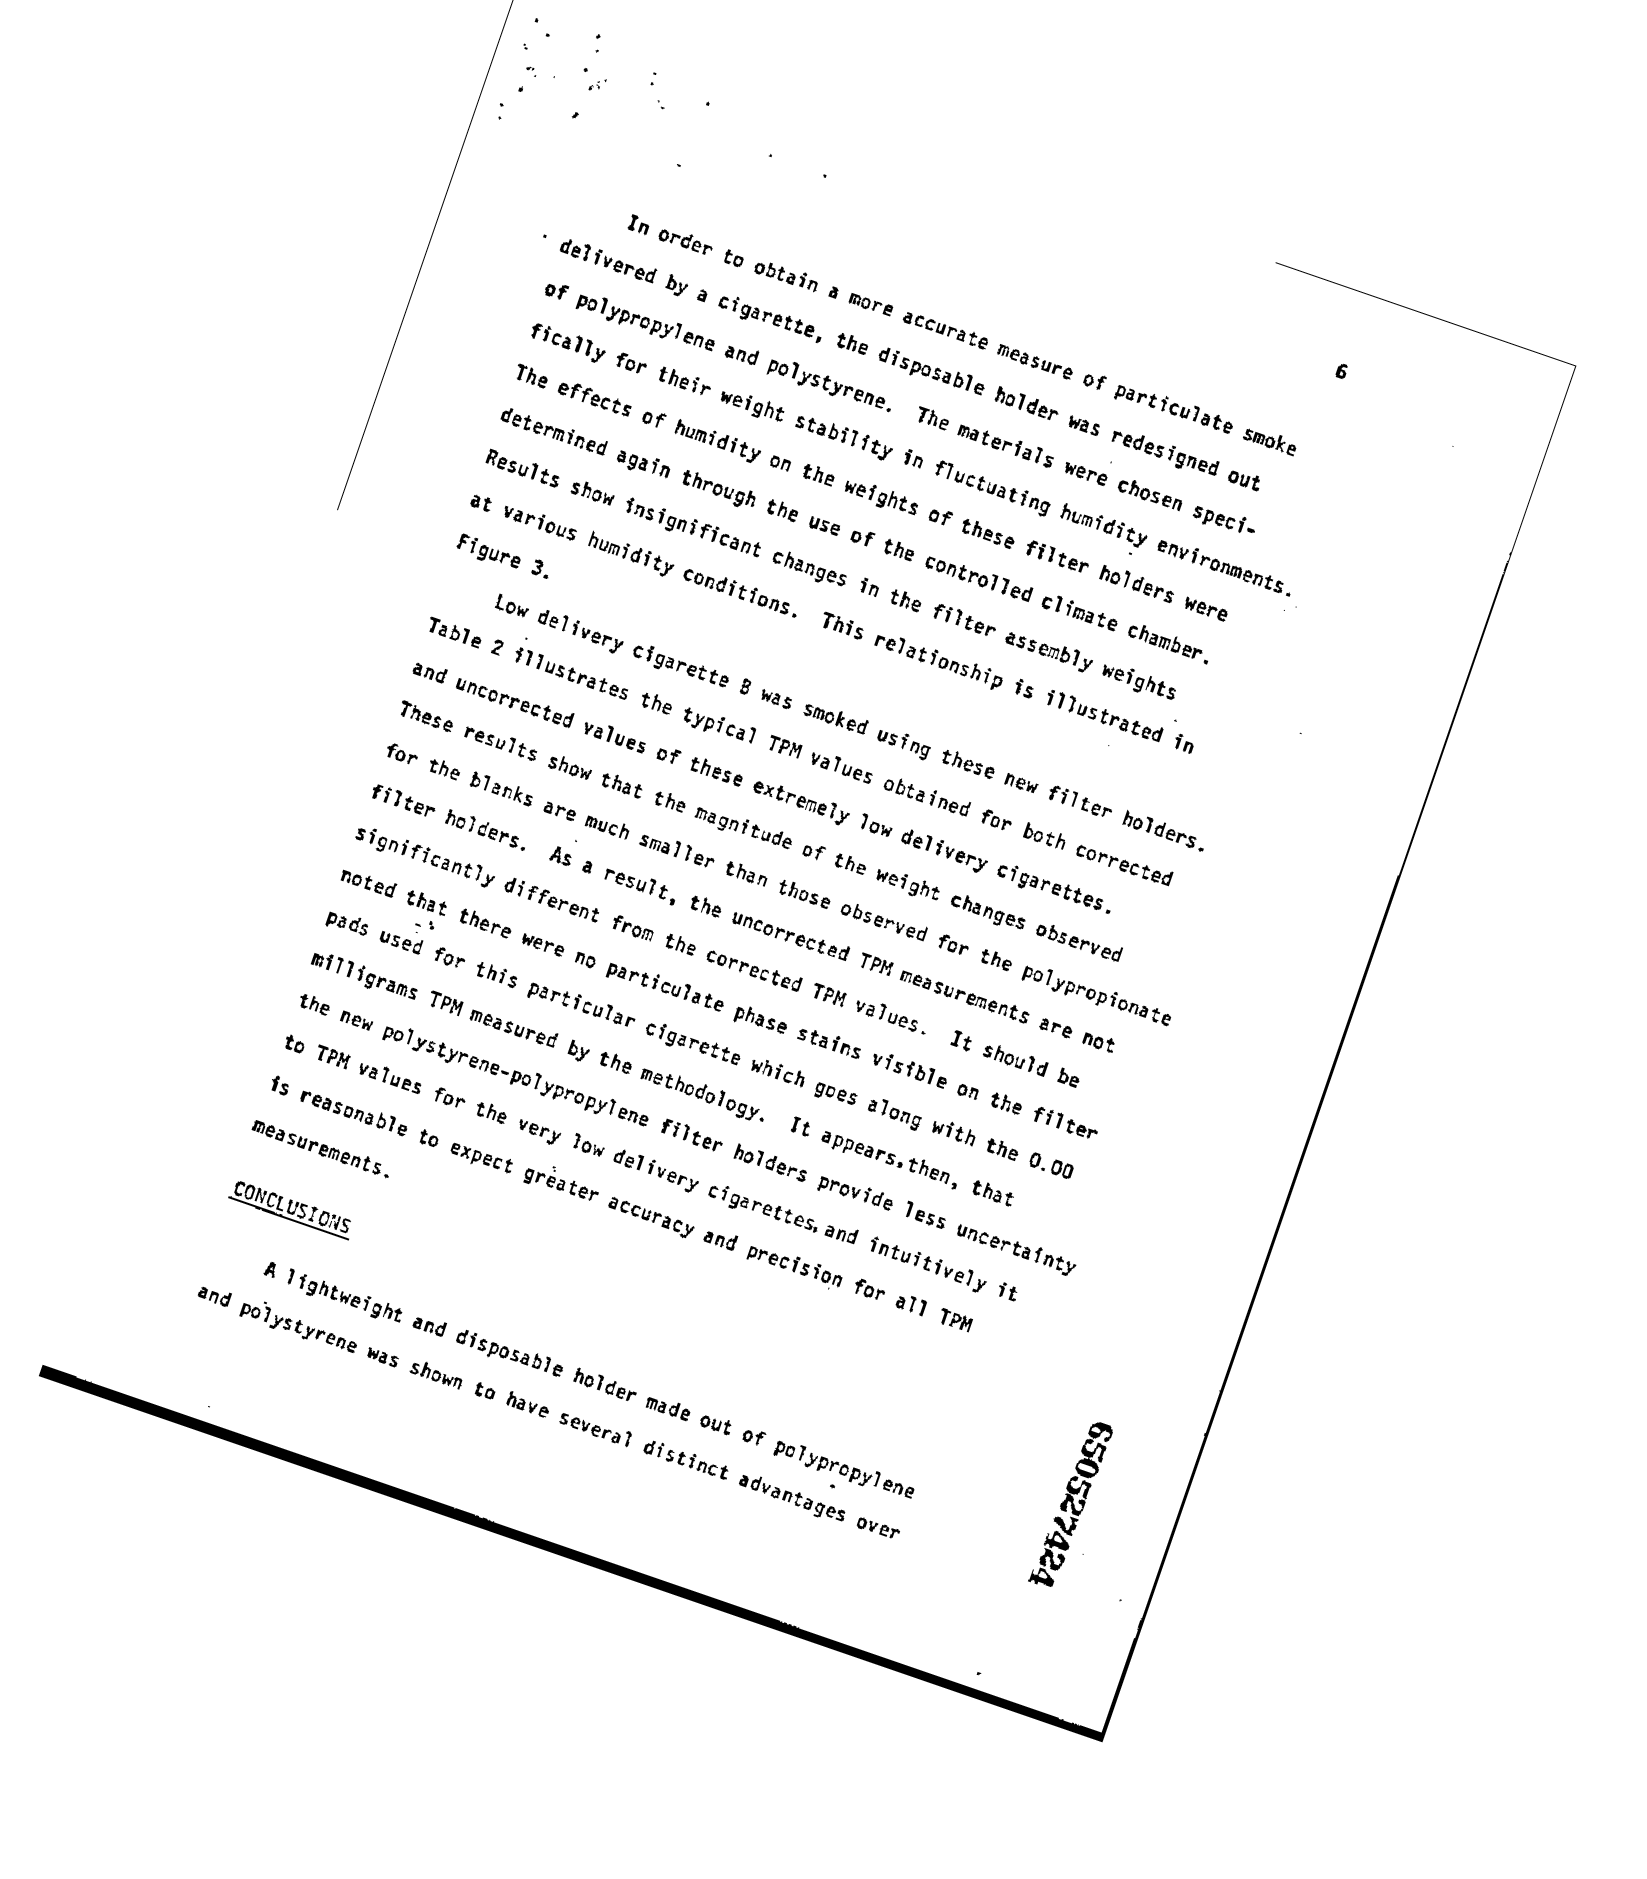 6
In order to obtain a more accurate measure of particulate smoke
delivered by a cigarette, the disposable holder was redesigned out
of polypropylene and polystyrene. The materials were chosen speci-
fically for their weight stability in fluctuating humidity environments.
The effects of humidity on the weights of these filter holders were
determined again through the use of the controlled climate chamber.
Results show insignificant changes in the filter assembly weights
at various humidity conditions. This relationship is illustrated in
Figure 3.
Low delivery cigarette B was smoked using these new filter holders.
Table 2 illustrates the typical TPM values obtained for both corrected
and uncorrected values of these extremely low delivery cigarettes.
These results show that the magnitude of the weight changes observed
for the blanks are much smaller than those observed for the polypropionate
filter holders. As a result, the uncorrected TPM measurements are not
significantly different from the corrected TPM values. It should be
noted that there were no particulate phase stains visible on the filter
pads used for this particular cigarette which goes along with the 0.00
milligrams TPM measured by the methodology. It appears, then, that
the new polystyrene-polypropylene filter holders provide less uncertainty
to TPM values for the very low delivery cigarettes, and intuitively it
is reasonable to expect greater accuracy and precision for all TPM
measurements.
CONCLUSIONS
A lightweight and disposable holder made out of polypropylene
and polystyrene was shown to have several distinct advantages over
650527424